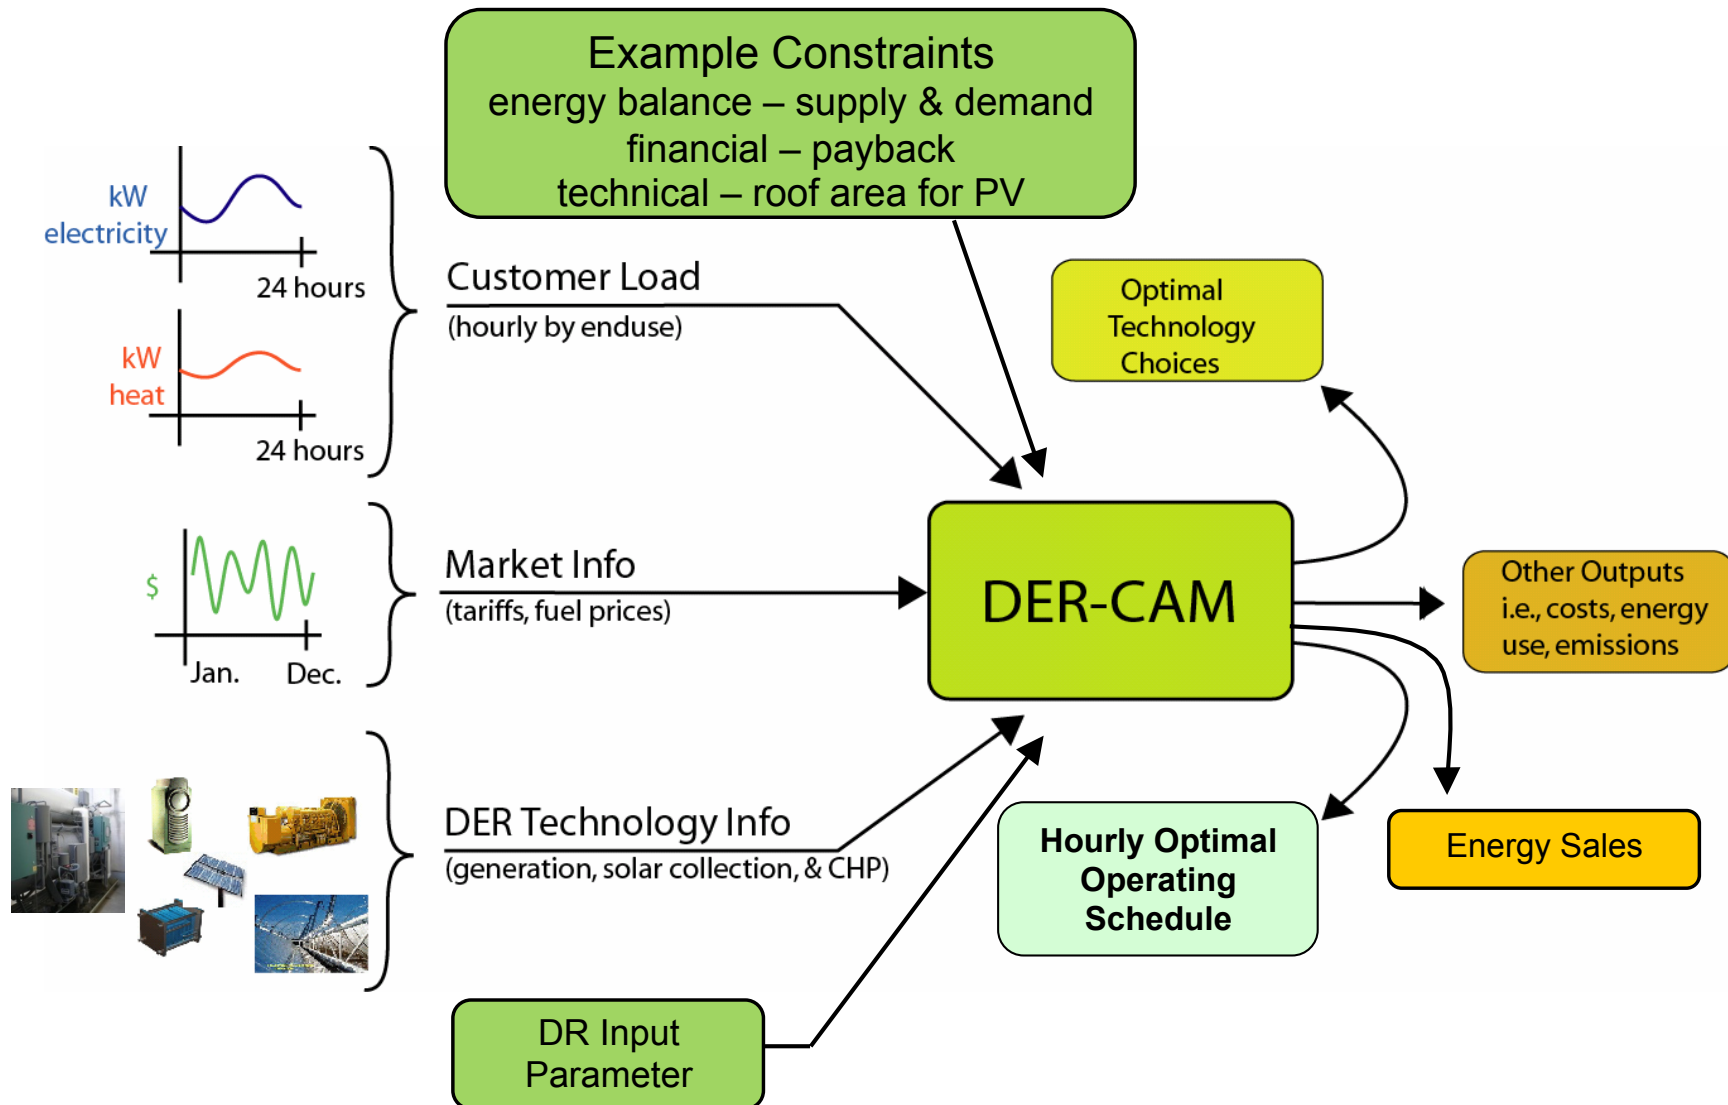 Example Constraints
energy balance – supply & demand
financial – payback
technical – roof area for PV
kW
electricity
24 hours
kW
heat
24 hours
Customer Load
(hourly by enduse)
Optimal
Technology
Choices
$
Jan.
Dec.
Market Info
(tariffs, fuel prices)
DER-CAM
Other Outputs
i.e., costs, energy
use, emissions
DER Technology Info
(generation, solar collection, & CHP)
Hourly Optimal
Operating
Schedule
Energy Sales
DR Input
Parameter